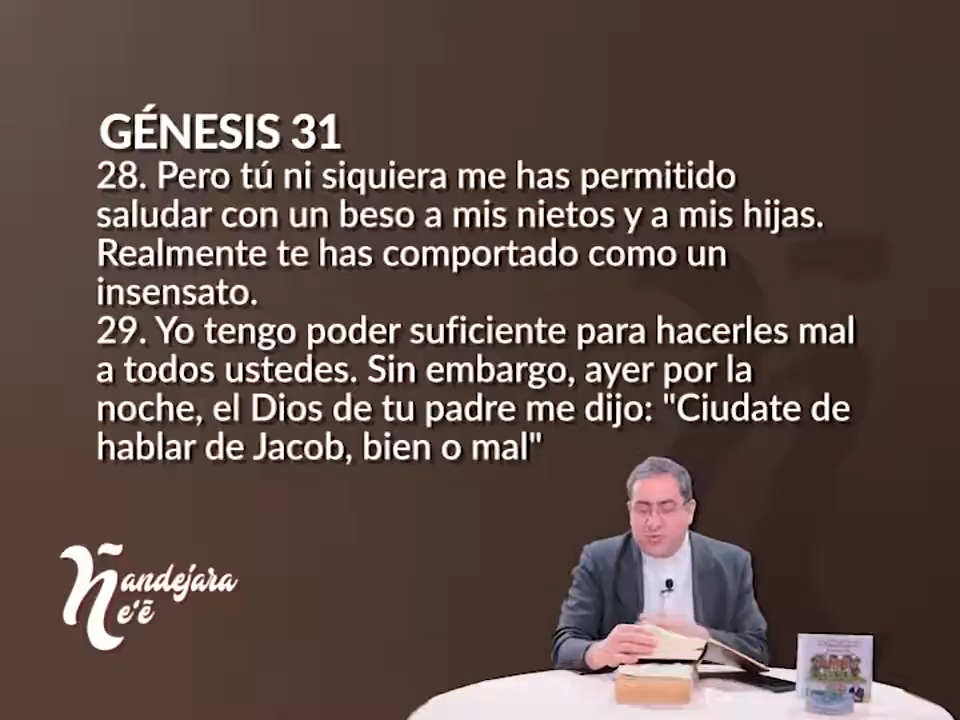 GÉNESIS 31
28. Pero tú ni siquiera me has permitido
saludar con un beso a mis nietos y a mis hijas.
Realmente te has comportado como un
insensato.
29. Yo tengo poder suficiente para hacerles mal
a todos ustedes. Sin embargo, ayer por la
noche, el Dios de tu padre me dijo: "Ciudate de
hablar de Jacob, bien o mal"
Ñandejara
Ñe'ẽ